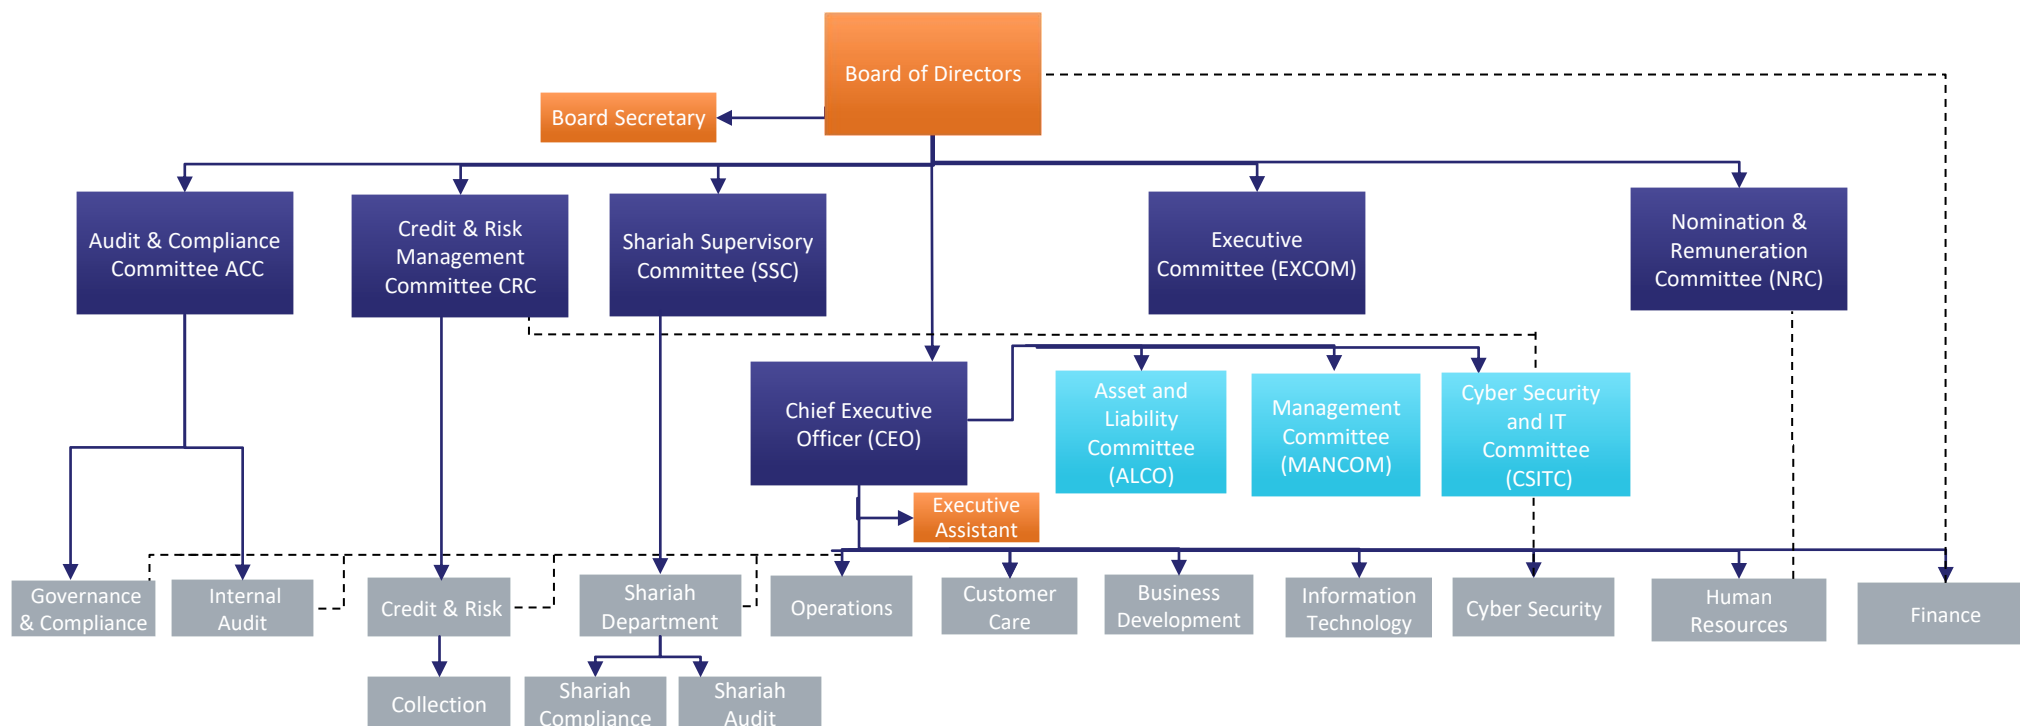 Board of Directors
Board Secretary
Audit & Compliance
Committee ACC
Credit & Risk
Management
Committee CRC
Shariah Supervisory
Committee (SSC)
Executive
Committee (EXCOM)
Nomination &
Remuneration
Committee (NRC)
Chief Executive
Officer (CEO)
Asset and
Liability
Committee
(ALCO)
Management
Committee
(MANCOM)
Cyber Security
and IT
Committee
(CSITC)
Executive
Assistant
Governance
& Compliance
Internal
Audit
Credit & Risk
Shariah
Department
Operations
Customer
Care
Business
Development
Information
Technology
Cyber Security
Human
Resources
Finance
Collection
Shariah
Compliance
Shariah
Audit